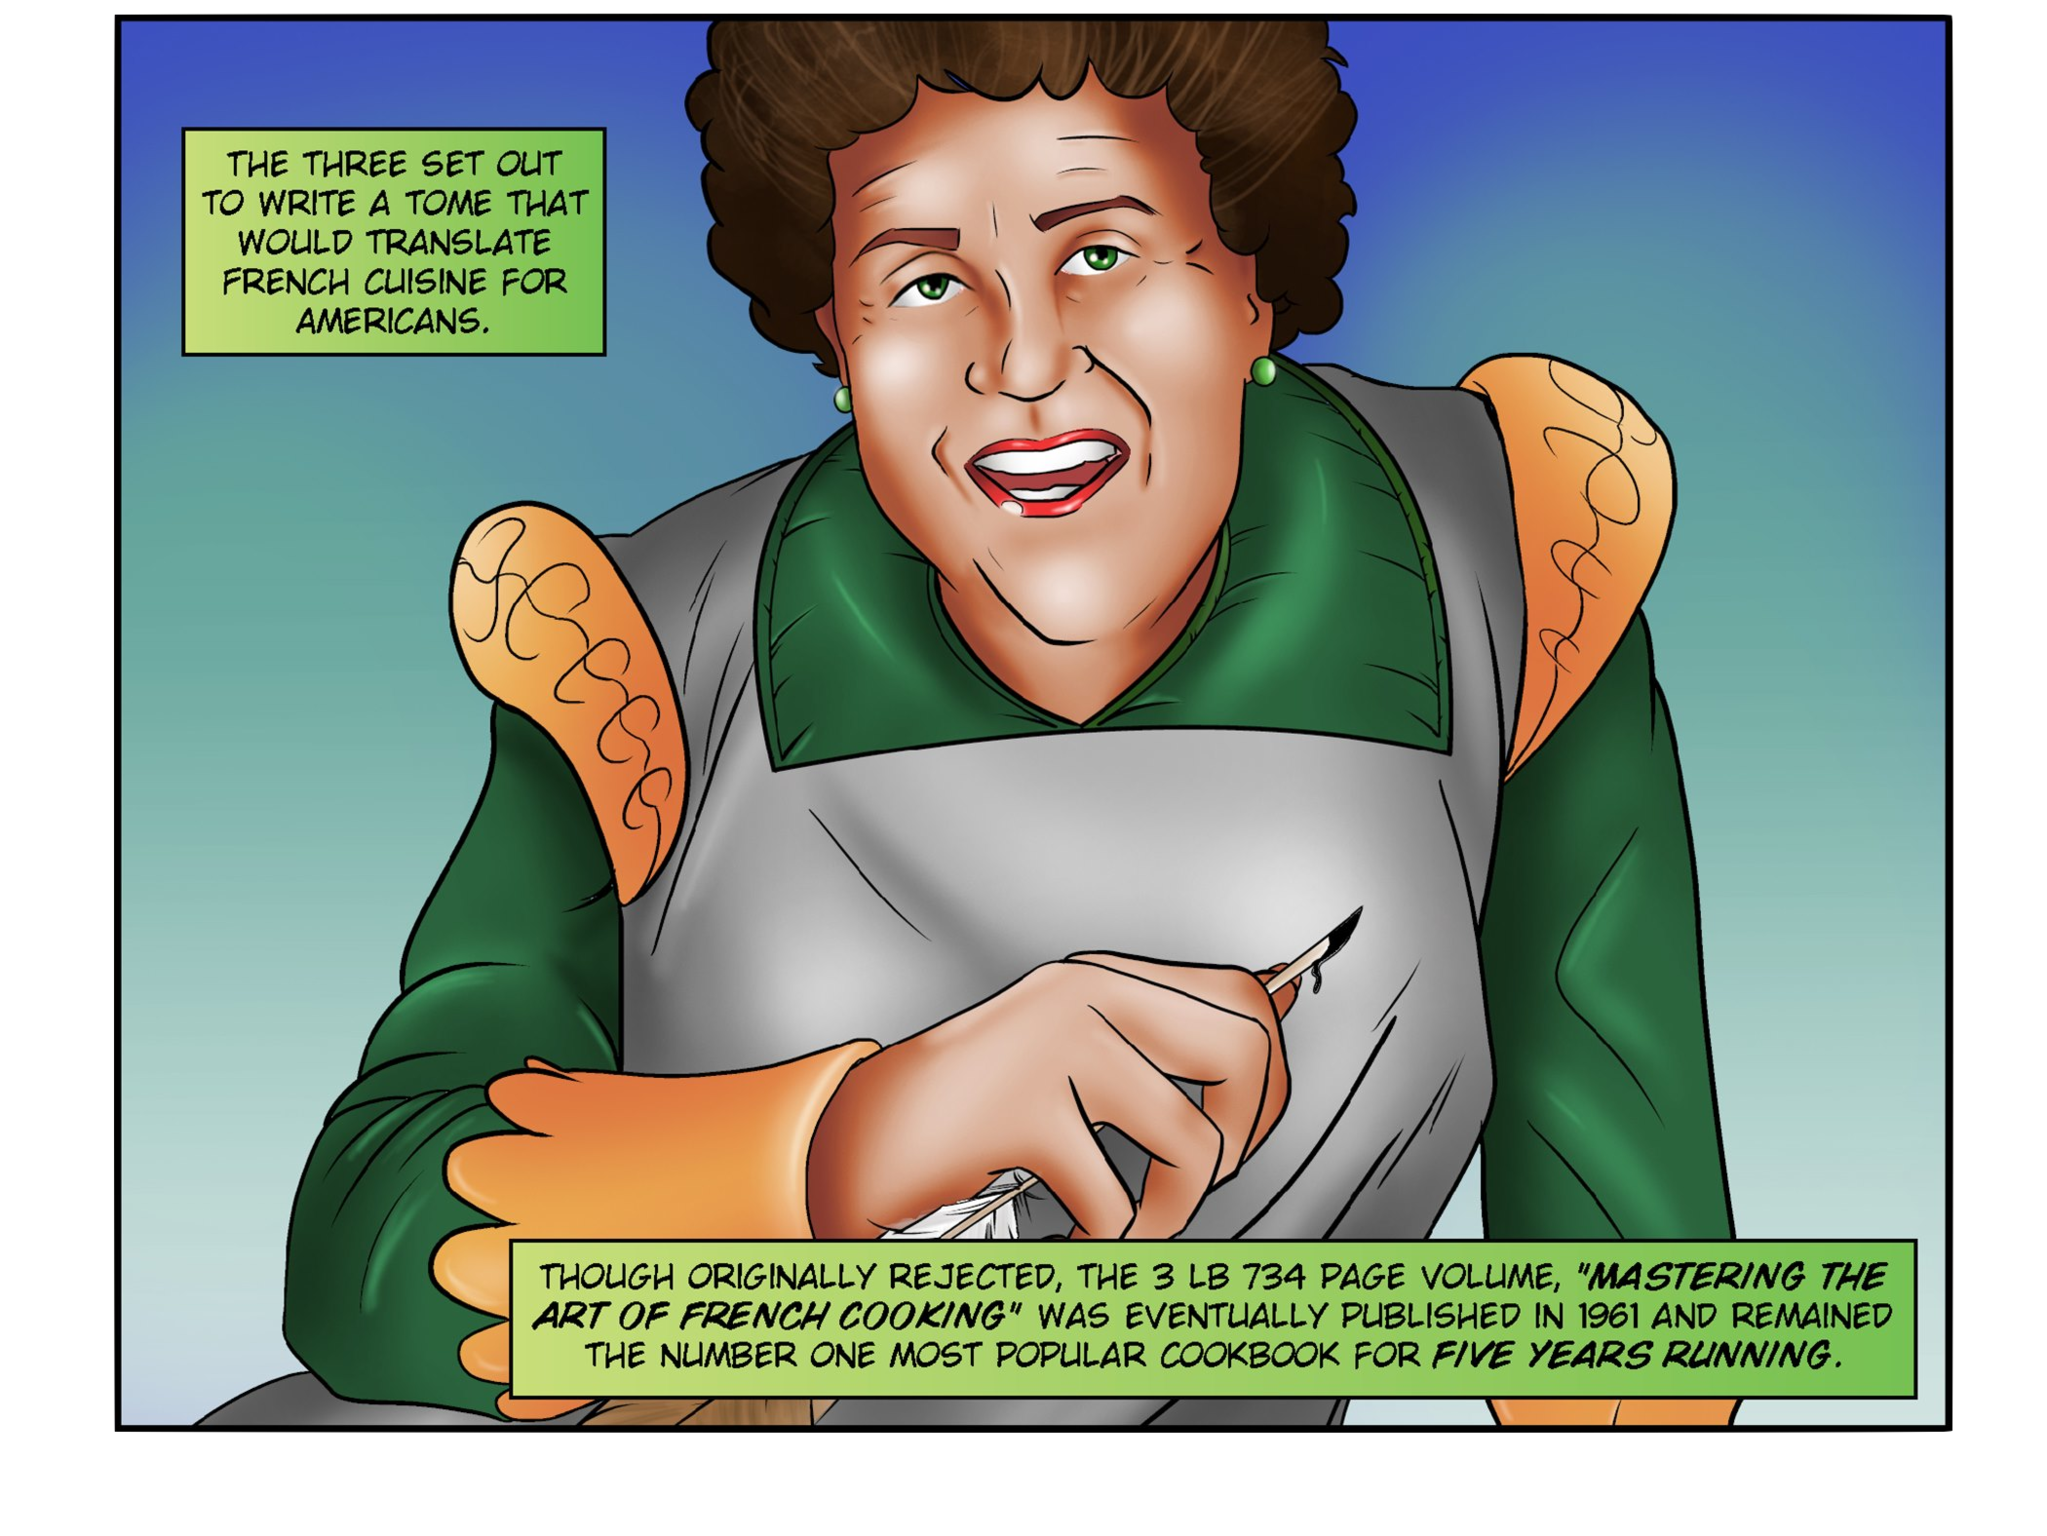 THE THREE SET OUT
TO WRITE A TOME THAT
WOULD TRANSLATE
FRENCH CUISINE FOR
AMERICANS.
THOUGH ORIGINALLY REJECTED, THE 3 LB 734 PAGE VOLUME, "MASTERING THE
ART OF FRENCH COOKING" WAS EVENTUALLY PUBLISHED IN 1961 AND REMAINED
THE NUMBER ONE MOST POPULAR COOKBOOK FOR FIVE YEARS RUNNING.